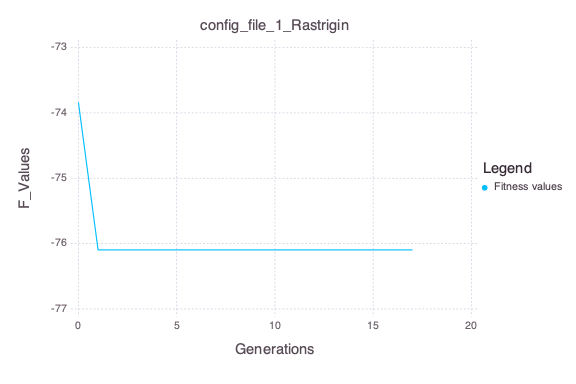 config_file_1_Rastrigin
-73
-74
-75
-76
-77
F_Values
0 5 10 15 20
Generations
Legend
Fitness values